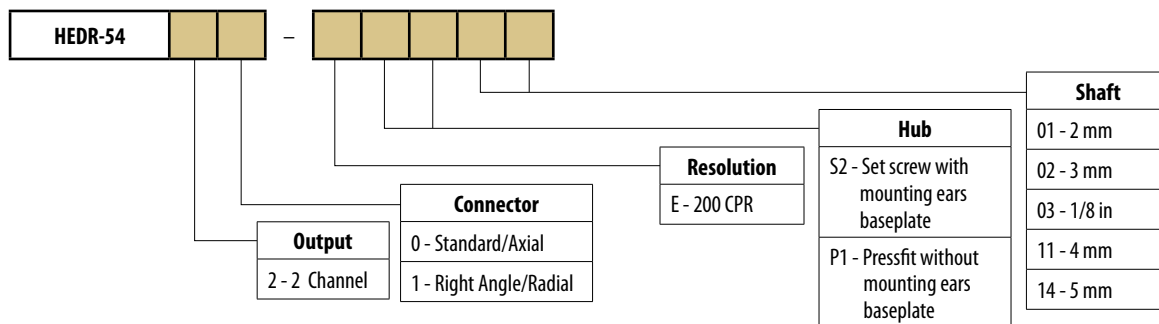 HEDR-54 –
Shaft
01 - 2 mm
02 - 3 mm
03 - 1/8 in
11 - 4 mm
14 - 5 mm
Hub
S2 - Set screw with
mounting ears
baseplate
P1 - Pressfit without
mounting ears
baseplate
Resolution
E - 200 CPR
Connector
0 - Standard/Axial
1 - Right Angle/Radial
Output
2 - 2 Channel